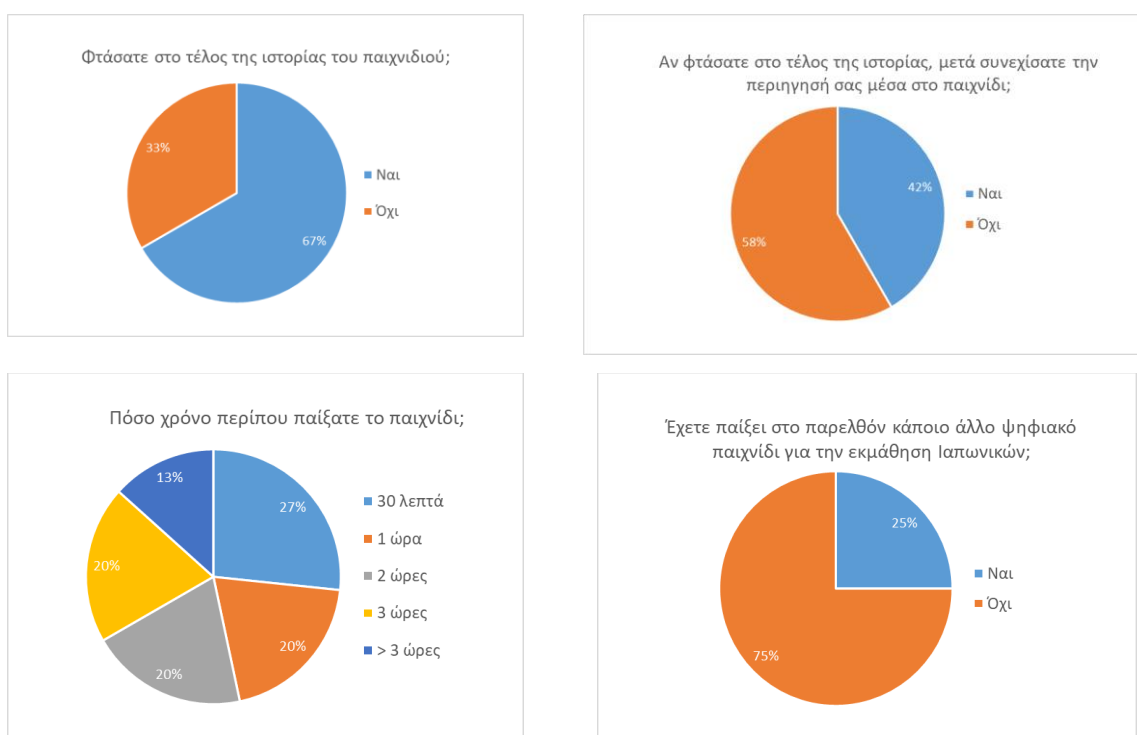 Φτάσατε στο τέλος της ιστορίας του παιχνιδιού;
33%
67%
Ναι
Όχι
Αν φτάσατε στο τέλος της ιστορίας, μετά συνεχίσατε την
περιηγησή σας μέσα στο παιχνίδι;
42%
58%
Ναι
Όχι
Πόσο χρόνο περίπου παίξατε το παιχνίδι;
13%
27%
20%
20%
20%
30 λεπτά
1 ώρα
2 ώρες
3 ώρες
> 3 ώρες
Έχετε παίξει στο παρελθόν κάποιο άλλο ψηφιακό
παιχνίδι για την εκμάθηση Ιαπωνικών;
25%
75%
Ναι
Όχι